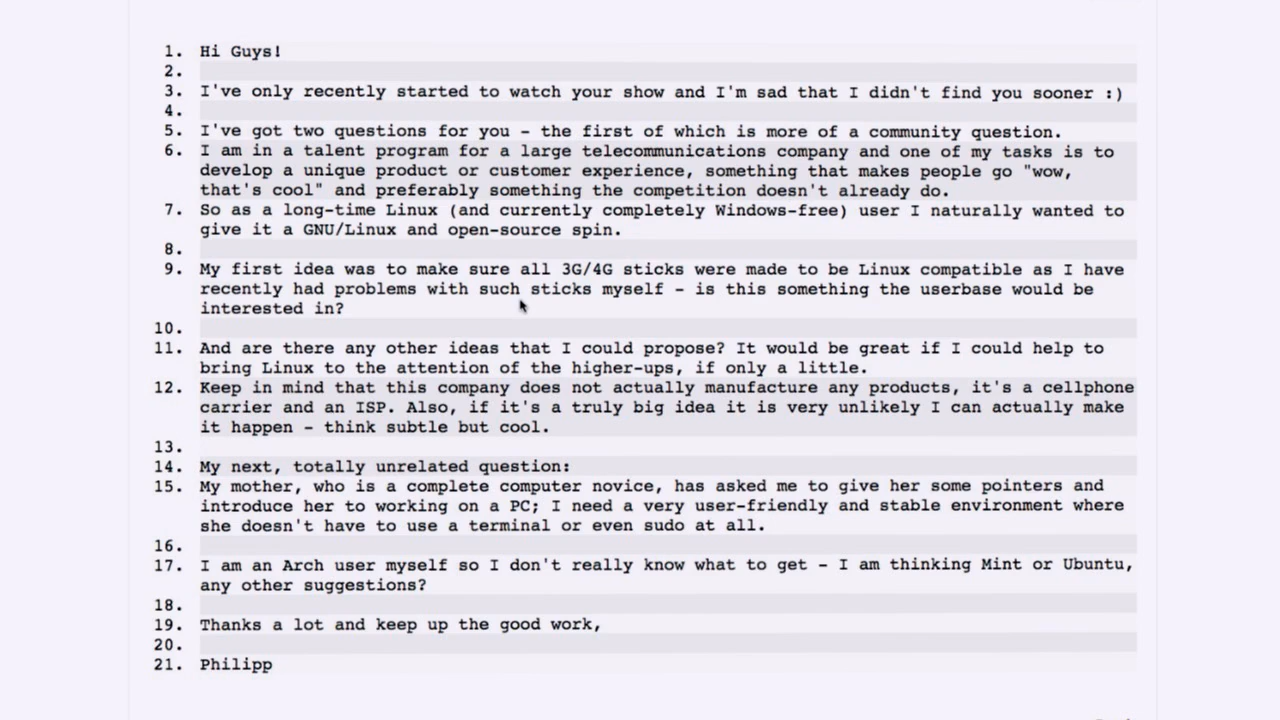 1. Hi Guys!
2.
3. I've only recently started to watch your show and I'm sad that I didn't find you sooner :)
4.
5. I've got two questions for you - the first of which is more of a community question.
6. I am in a talent program for a large telecommunications company and one of my tasks is to
develop a unique product or customer experience, something that makes people go "wow,
that's cool" and preferably something the competition doesn't already do.
7. So as a long-time Linux (and currently completely Windows-free) user I naturally wanted to
give it a GNU/Linux and open-source spin.
8.
9. My first idea was to make sure all 3G/4G sticks were made to be Linux compatible as I have
recently had problems with such sticks myself - is this something the userbase would be
interested in?
10.
11. And are there any other ideas that I could propose? It would be great if I could help to
bring Linux to the attention of the higher-ups, if only a little.
12. Keep in mind that this company does not actually manufacture any products, it's a cellphone
carrier and an ISP. Also, if it's a truly big idea it is very unlikely I can actually make
it happen - think subtle but cool.
13.
14. My next, totally unrelated question:
15. My mother, who is a complete computer novice, has asked me to give her some pointers and
introduce her to working on a PC; I need a very user-friendly and stable environment where
she doesn't have to use a terminal or even sudo at all.
16.
17. I am an Arch user myself so I don't really know what to get - I am thinking Mint or Ubuntu,
any other suggestions?
18.
19. Thanks a lot and keep up the good work,
20.
21. Philipp